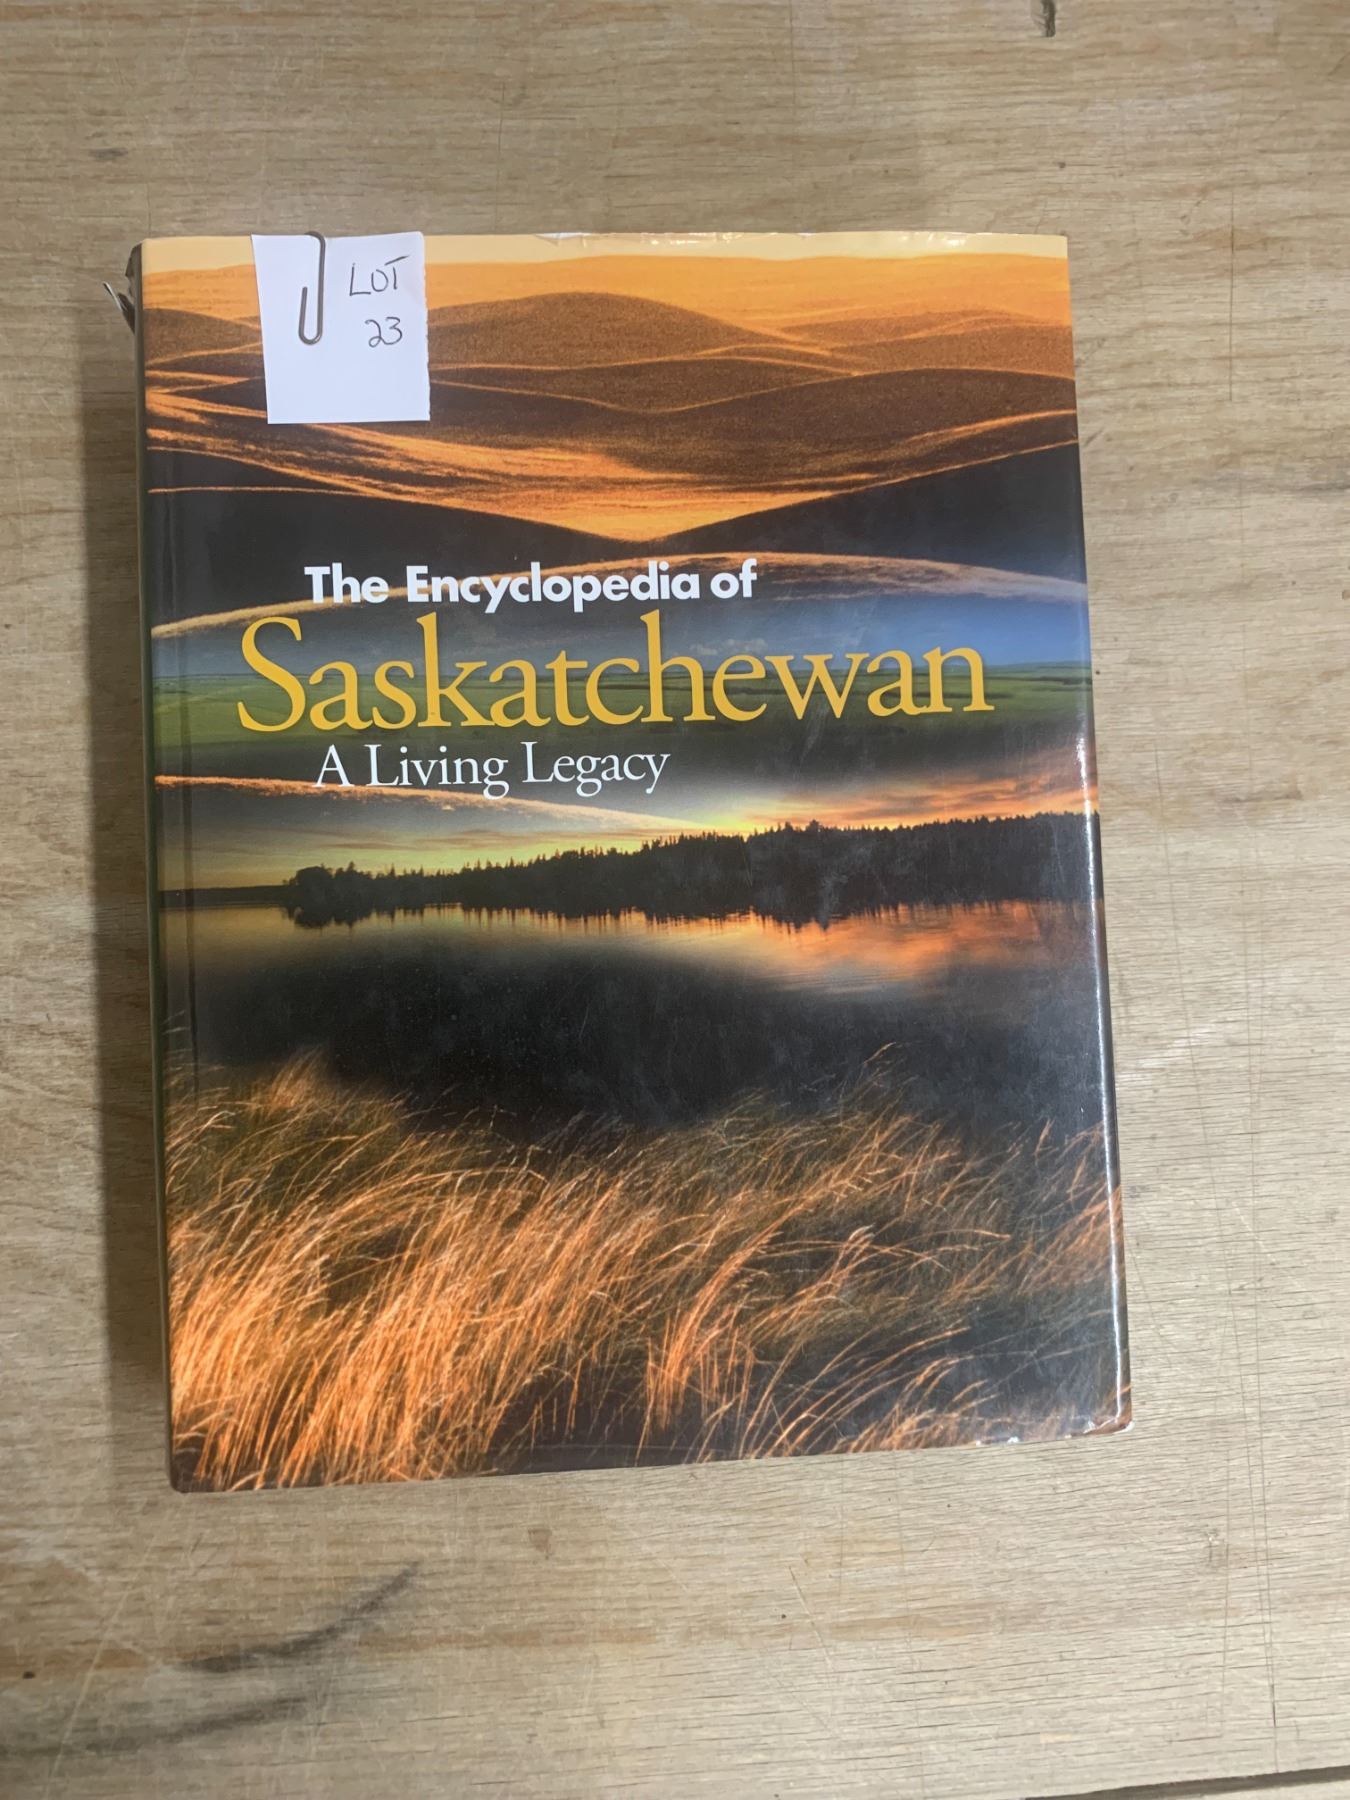 LOT
23
The Encyclopedia of
Saskatchewan
A Living Legacy